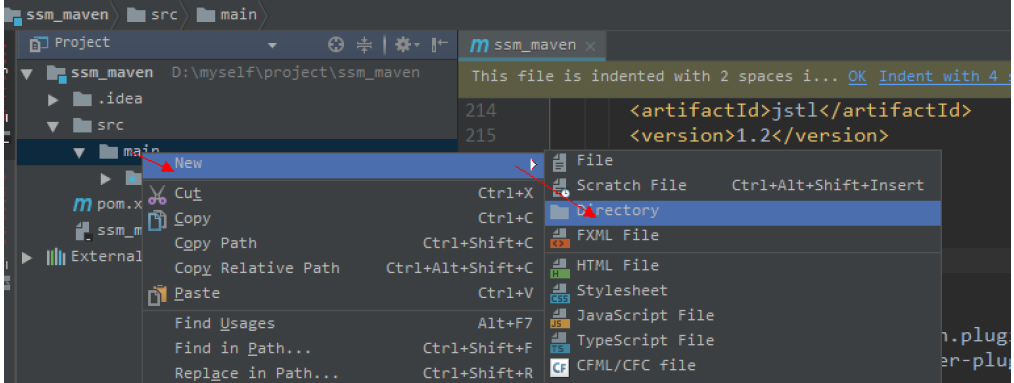 ssm_maven src main
Project
ssm_maven
This file is indented with 2 spaces i... OK Indent with 4
ssm_maven D:\myself\project\ssm_maven
.idea
src
main
pom.x
ssm_m
External
214 <artifactId>jstl</artifactId>
215 <version>1.2</version>
New
Cut Ctrl+X
Copy Ctrl+C
Copy Path Ctrl+Shift+C
Copy Relative Path Ctrl+Alt+Shift+C
Paste Ctrl+V
Find Usages Alt+F7
Find in Path... Ctrl+Shift+F
Replace in Path... Ctrl+Shift+R
File
Scratch File Ctrl+Alt+Shift+Insert
Directory
FXML File
HTML File
Stylesheet
JavaScript File
TypeScript File
CFML/CFC file
n.plug
er-plug